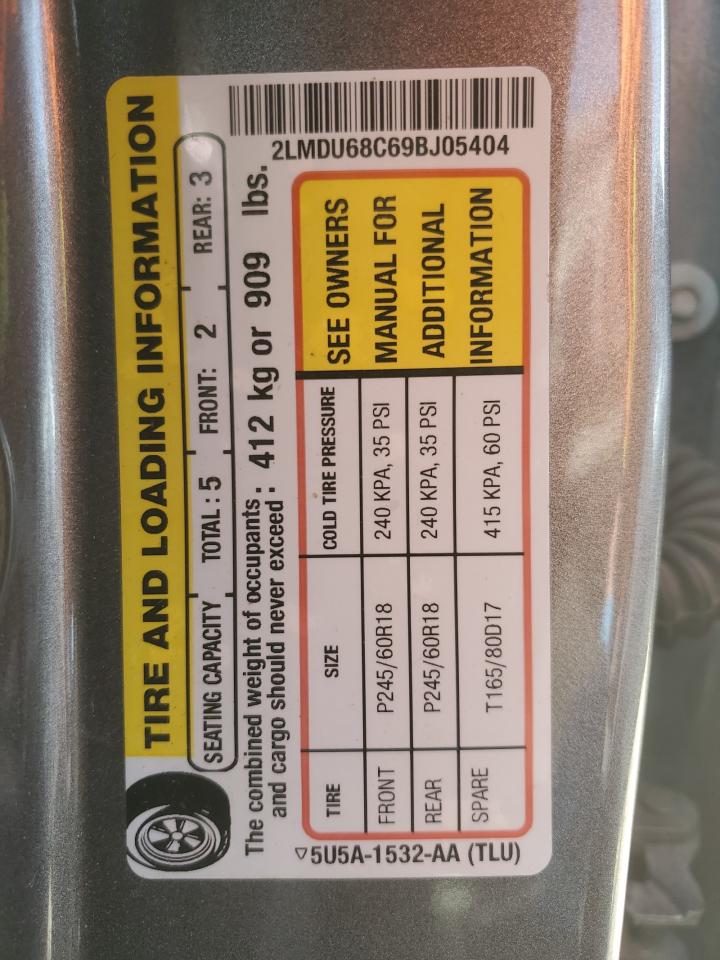 TIRE AND LOADING INFORMATION
SEATING CAPACITY TOTAL : 5 FRONT: 2 REAR: 3
The combined weight of occupants
and cargo should never exceed : 412 kg or 909 lbs.
TIRE SIZE COLD TIRE PRESSURE
FRONT P245/60R18 240 KPA, 35 PSI
REAR P245/60R18 240 KPA, 35 PSI
SPARE T165/80D17 415 KPA, 60 PSI
SEE OWNERS
MANUAL FOR
ADDITIONAL
INFORMATION
5U5A-1532-AA (TLU)
2LMDU68C69BJ05404